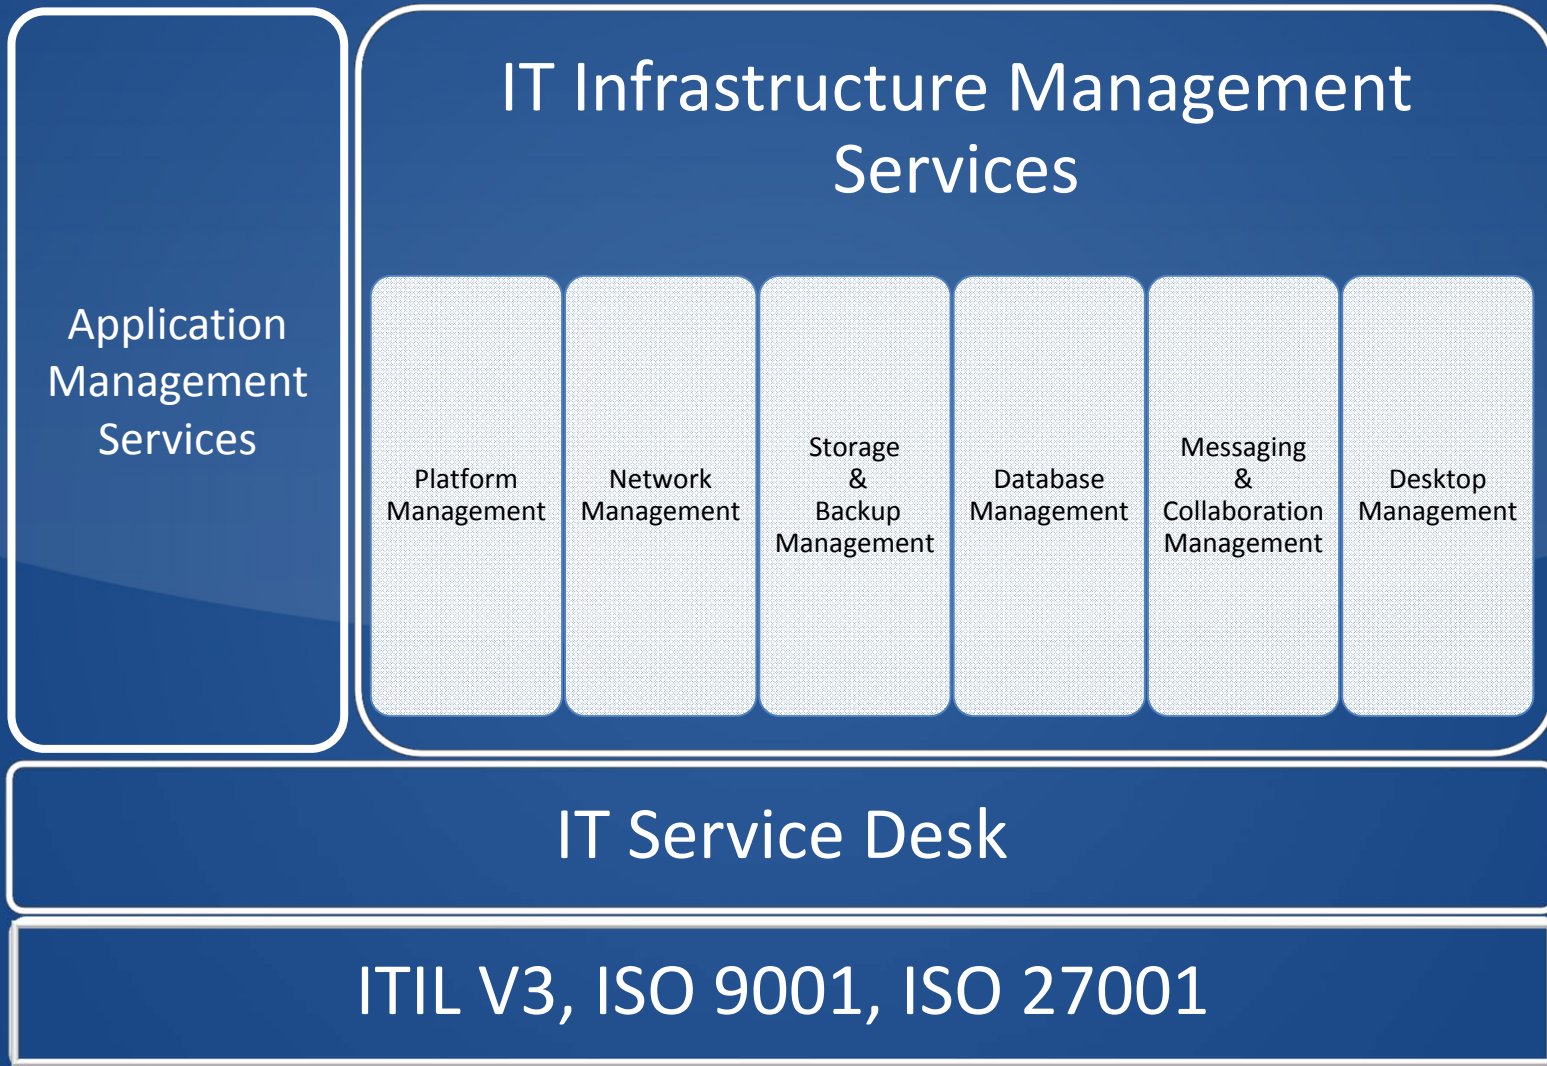 IT Infrastructure Management
Services
Application
Management
Services
Platform
Management
Network
Management
Storage
&
Backup
Management
Database
Management
Messaging
&
Collaboration
Management
Desktop
Management
IT Service Desk
ITIL V3, ISO 9001, ISO 27001